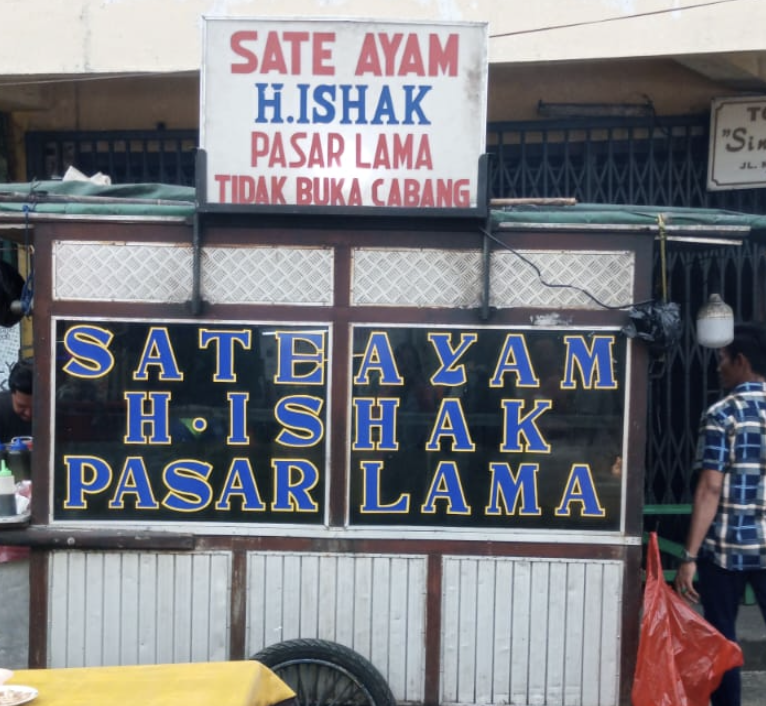 SATE AYAM
H.ISHAK
PASAR LAMA
TIDAK BUKA CABANG
SATE AYAM
H.ISHAK
PASAR LAMA